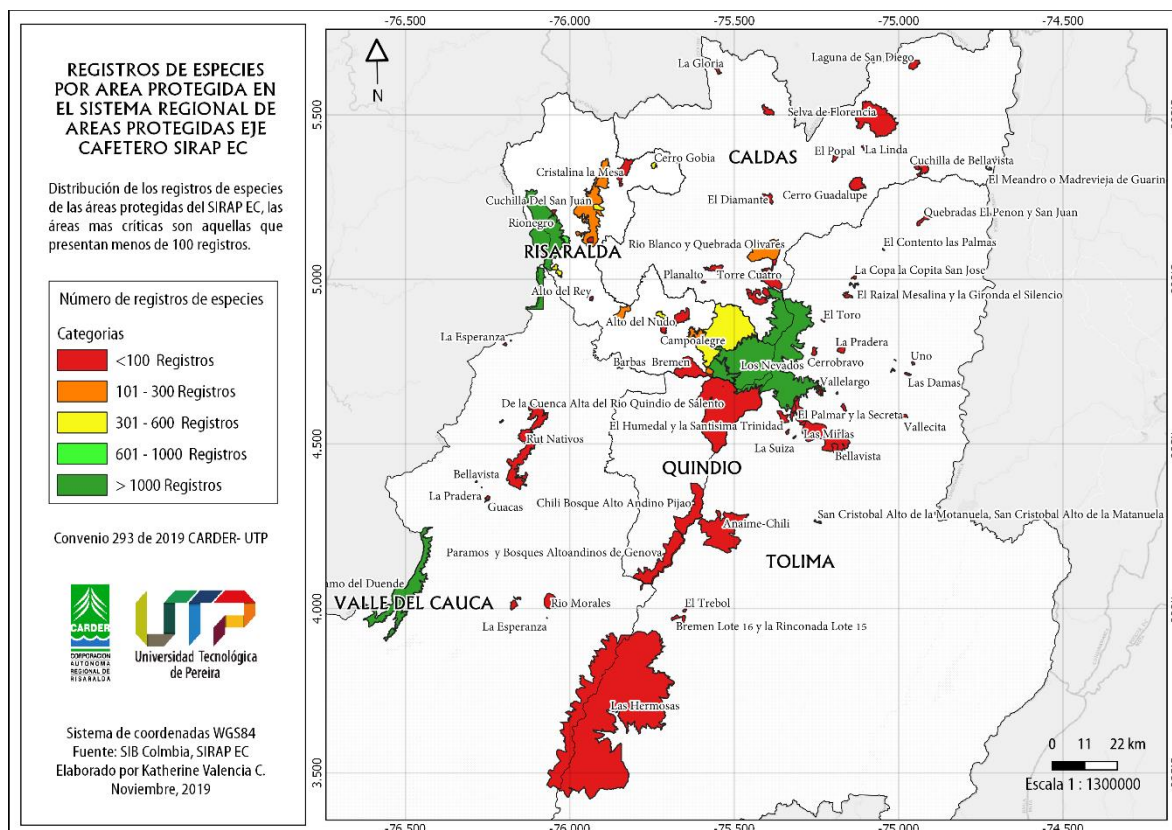 REGISTROS DE ESPECIES
POR AREA PROTEGIDA EN
EL SISTEMA REGIONAL DE
AREAS PROTEGIDAS EJE
CAFETERO SIRAP EC
Distribución de los registros de especies
de las áreas protegidas del SIRAP EC, las
áreas mas críticas son aquellas que
presentan menos de 100 registros.
Número de registros de especies
Categorias
<100 Registros
101 - 300 Registros
301 - 600 Registros
601 - 1000 Registros
> 1000 Registros
Convenio 293 de 2019 CARDER- UTP
CARDER
CORPORACION
AUTONOMA
REGIONAL DE
RISARALDA
UTP
Universidad Tecnológica
de Pereira
Sistema de coordenadas WGS84
Fuente: SIB Colmbia, SIRAP EC
Elaborado por Katherine Valencia C.
Noviembre, 2019
-76.500 -76.000 -75.500 -75.000 -74.500
N
La Gloria
Laguna de San Diego
5.500
Selva de Florencia
CALDAS
El Popal
La Linda
Cerro Gobia
Cristalina la Mesa
Cuchilla de Bellavista
El Meandro o Madrevieja de Guarin
Cuchilla Del San Juan
El Diamante
Cerro Guadalupe
Rionegro
Quebradas El Penon y San Juan
RISARALDA
Rio Blanco y Quebrada Olivares
El Contento las Palmas
5.000
Planalto
Torre Cuatro
La Copa la Copita San Jose
Alto del Rey
El Raizal Mesalina y la Gironda el Silencio
Alto del Nudo
El Toro
La Esperanza
Campoalegre
La Pradera
Barbas Bremen
Los Nevados
Cerrobravo
Uno
Las Damas
Vallelargo
De la Cuenca Alta del Rio Quindio de Salento
El Palmar y la Secreta
El Humedal y la Santisima Trinidad
Vallecita
Rut Nativos
Las Mirlas
4.500
La Suiza
Bellavista
QUINDIO
Bellavista
La Pradera
Guacas
Chili Bosque Alto Andino Pijao
San Cristobal Alto de la Motanuela, San Cristobal Alto de la Matanuela
Anaime-Chili
Paramos y Bosques Altoandinos de Genova
TOLIMA
amo del Duende
VALLE DEL CAUCA
4.000
Rio Morales
El Trebol
La Esperanza
Bremen Lote 16 y la Rinconada Lote 15
Las Hermosas
3.500
0 11 22 km
Escala 1 : 1300000
-76.500 -76.000 -75.500 -75.000 -74.500